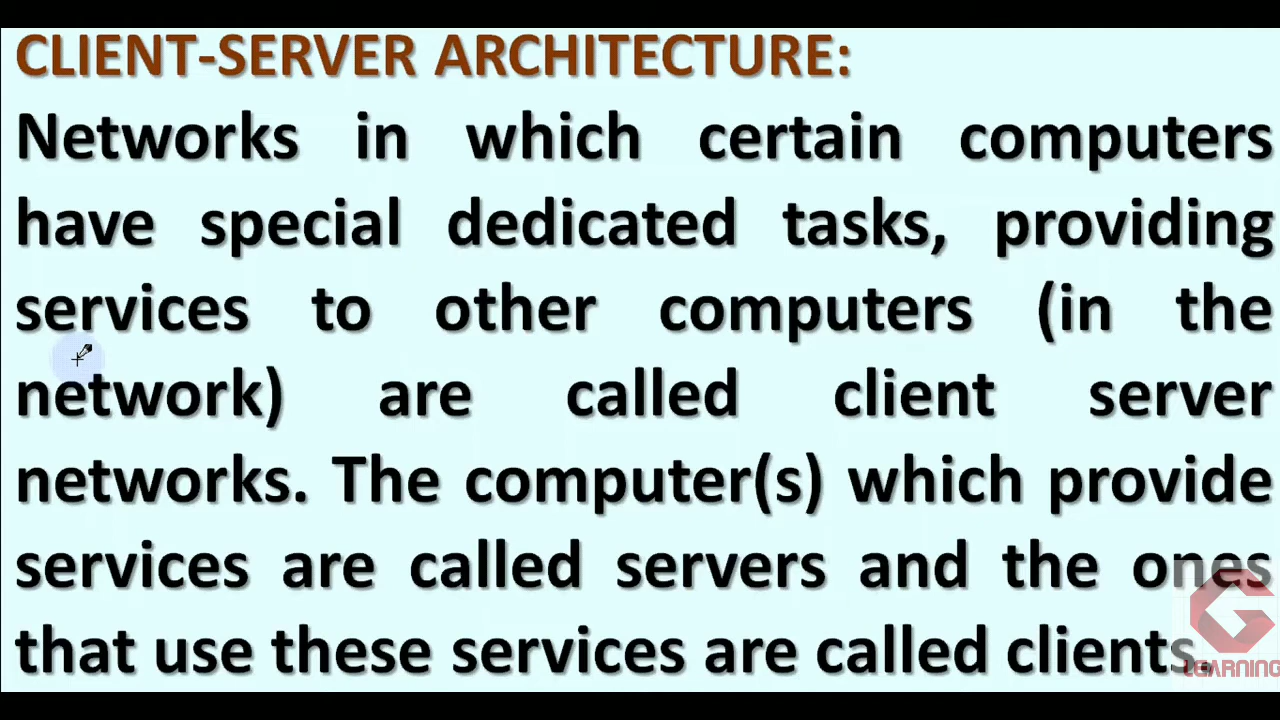 CLIENT-SERVER ARCHITECTURE:
Networks in which certain computers
have special dedicated tasks, providing
services to other computers (in the
network) are called client server
networks. The computer(s) which provide
services are called servers and the ones
that use these services are called clients.
G
LEARNING